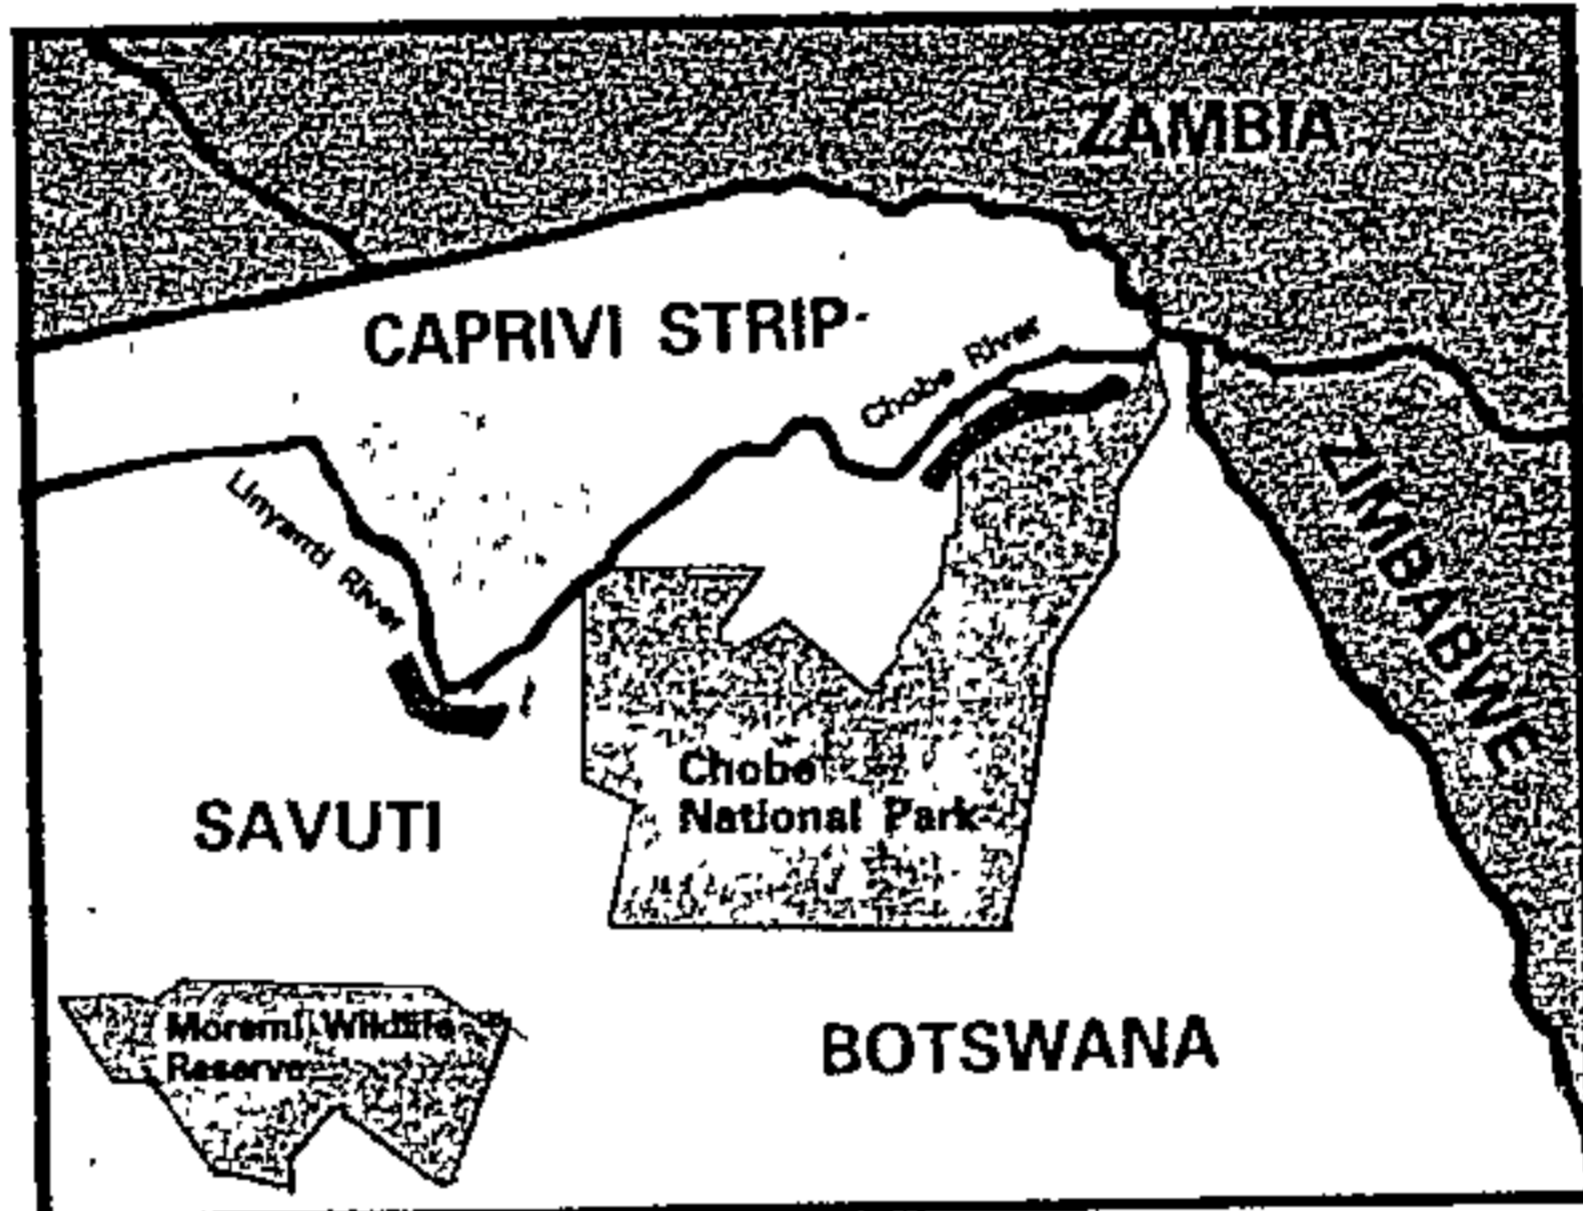 ZAMBIA
CAPRIVI STRIP
Chobe River
Linyanti River
ZIMBABWE
Chobe
National Park
SAVUTI
Moremi Wildlife
Reserve
BOTSWANA